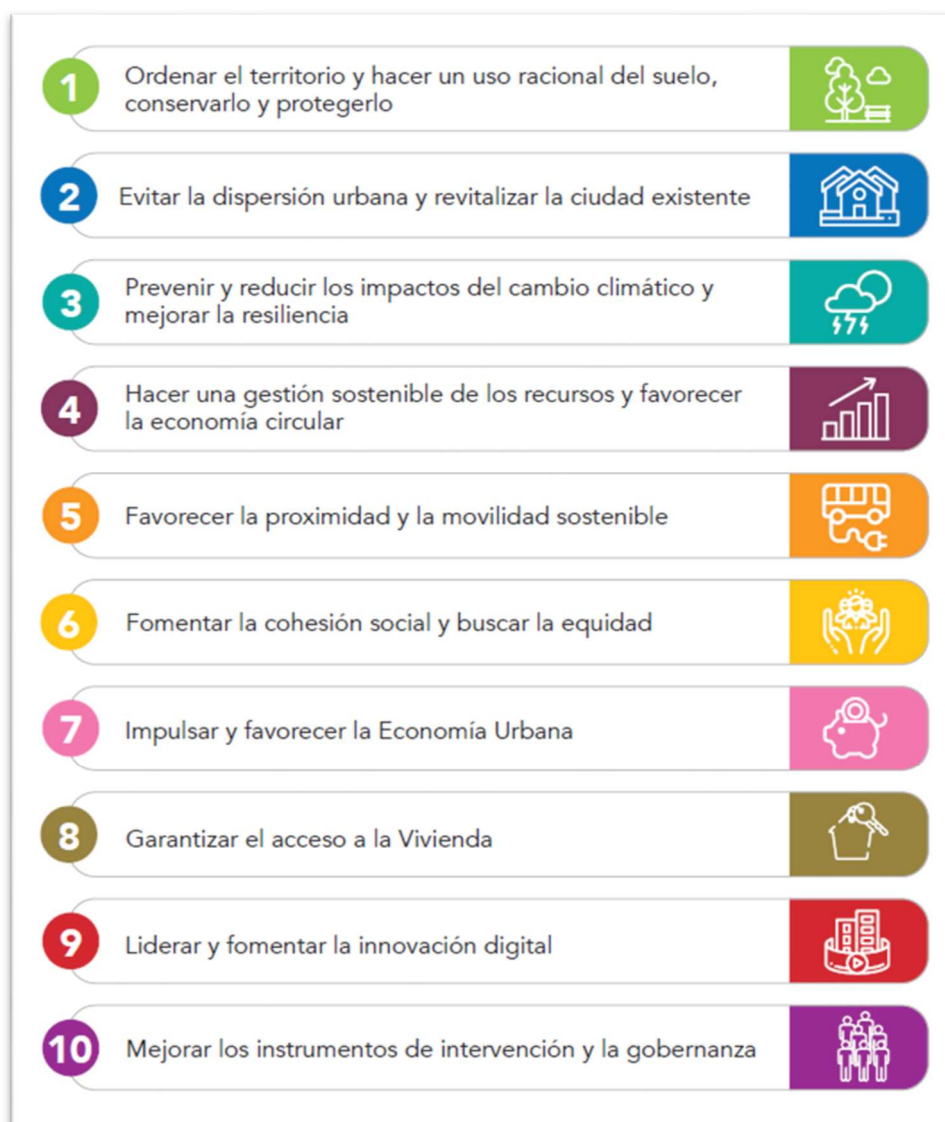 1
Ordenar el territorio y hacer un uso racional del suelo,
conservarlo y protegerlo
2
Evitar la dispersión urbana y revitalizar la ciudad existente
3
Prevenir y reducir los impactos del cambio climático y
mejorar la resiliencia
4
Hacer una gestión sostenible de los recursos y favorecer
la economía circular
5
Favorecer la proximidad y la movilidad sostenible
6
Fomentar la cohesión social y buscar la equidad
7
Impulsar y favorecer la Economía Urbana
8
Garantizar el acceso a la Vivienda
9
Liderar y fomentar la innovación digital
10
Mejorar los instrumentos de intervención y la gobernanza